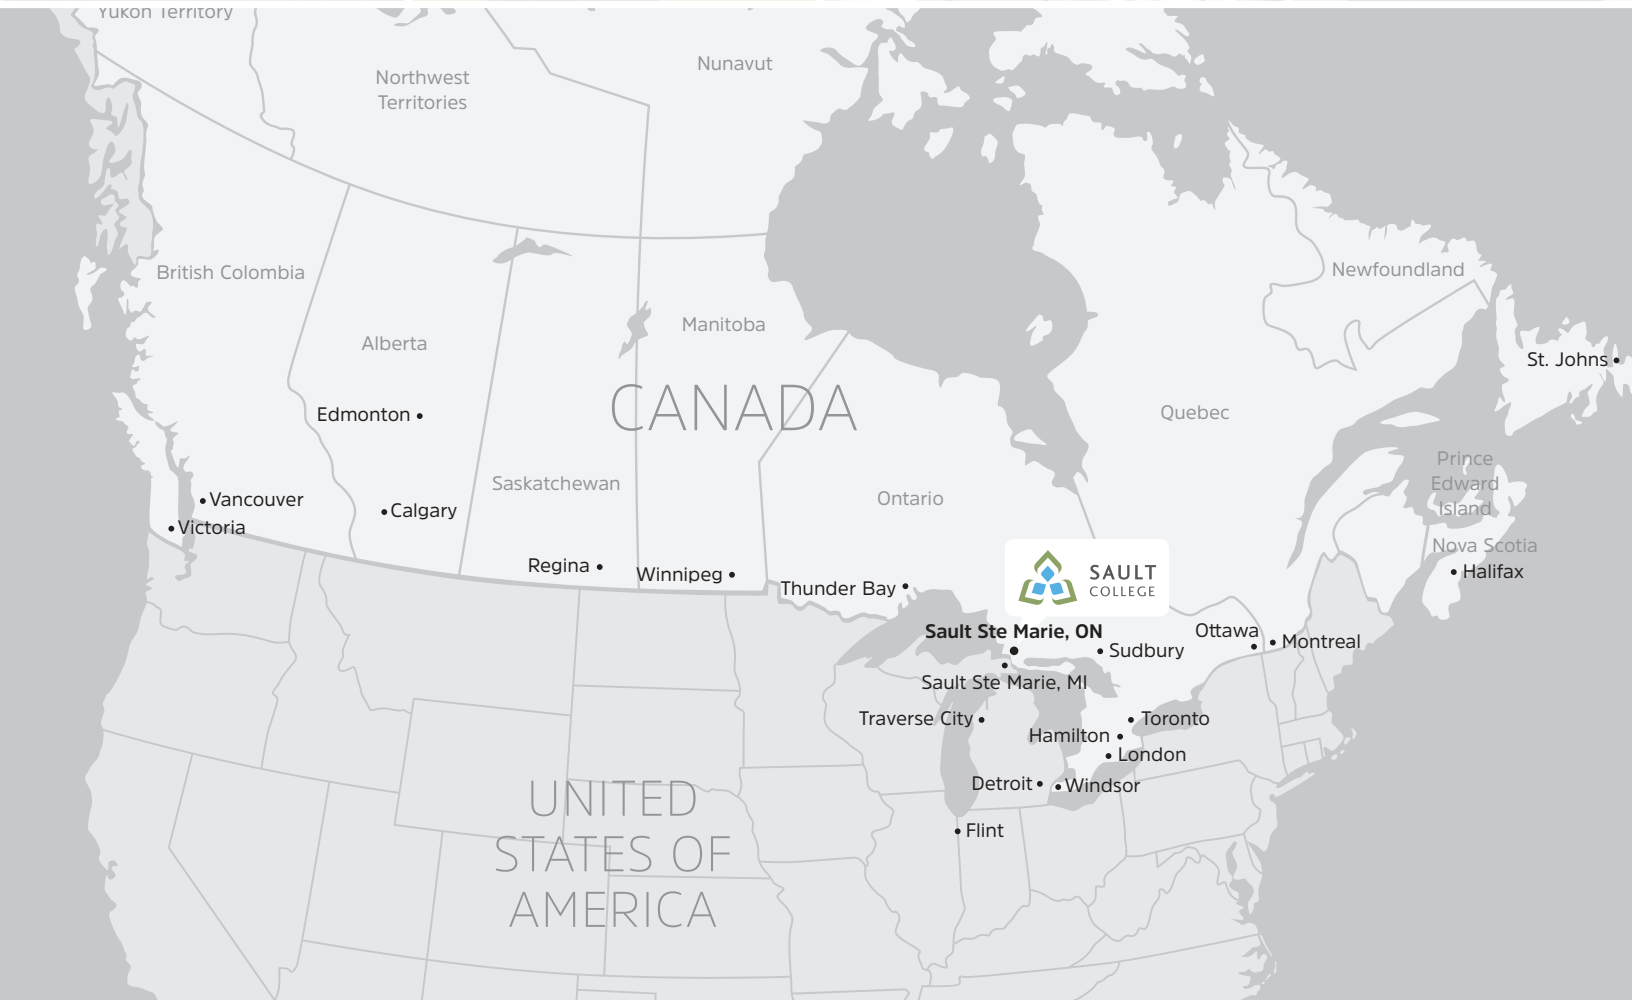 Yukon Territory
Northwest
Territories
Nunavut
British Colombia
Newfoundland
Manitoba
Alberta
St. Johns
CANADA
Edmonton
Quebec
Prince
Edward
Island
Saskatchewan
Ontario
Vancouver
Calgary
Victoria
Nova Scotia
Halifax
Regina
Winnipeg
Thunder Bay
SAULT
COLLEGE
Sault Ste Marie, ON
Ottawa
Montreal
Sudbury
Sault Ste Marie, MI
Traverse City
Toronto
Hamilton
London
Detroit
Windsor
UNITED
STATES OF
AMERICA
Flint